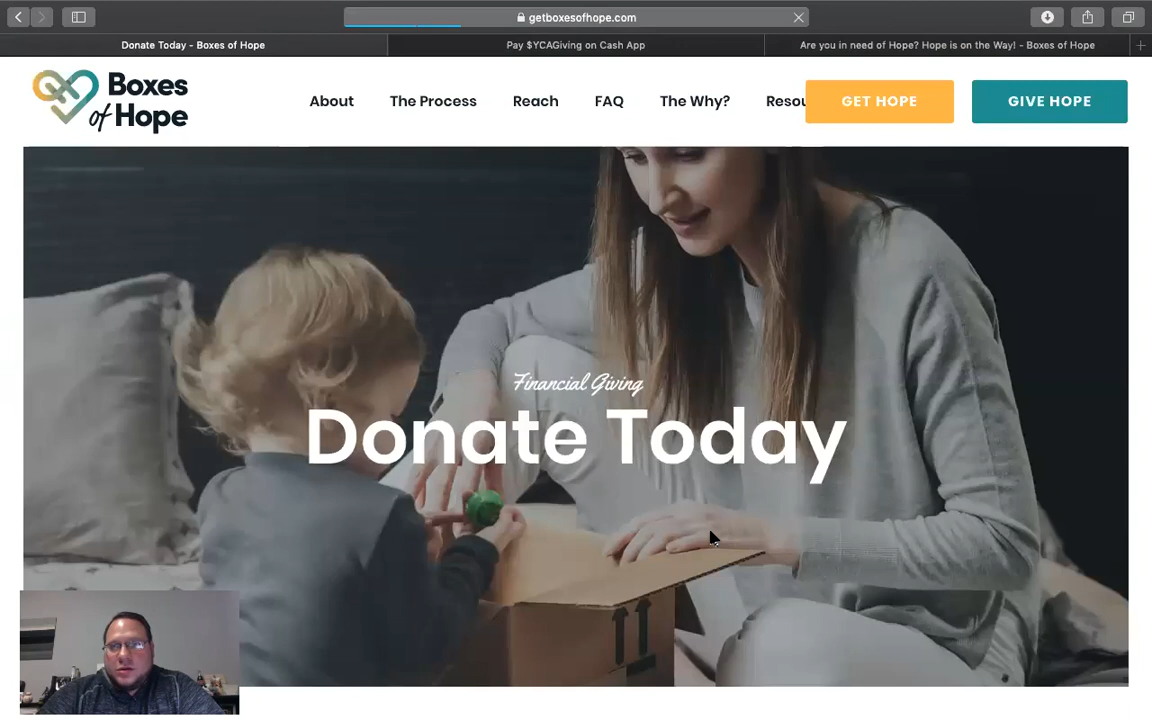 getboxesofhope.com
Donate Today - Boxes of Hope
Pay $YCAGiving on Cash App
Are you in need of Hope? Hope is on the Way! - Boxes of Hope
Boxes
of Hope
About
The Process
Reach
FAQ
The Why?
Resou
GET HOPE
GIVE HOPE
Financial Giving
Donate Today